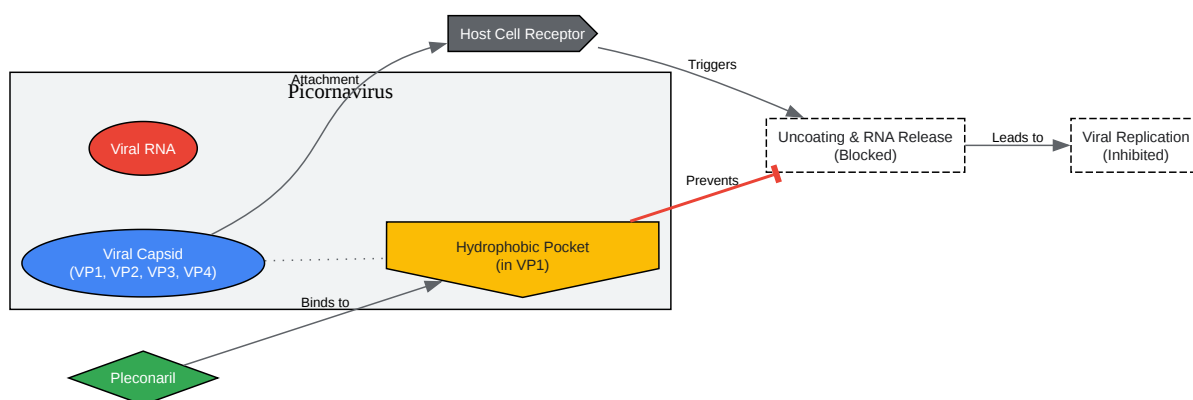 Host Cell Receptor
Attachment
Picornavirus
Triggers
Viral RNA
Uncoating & RNA Release
(Blocked)
Leads to
Viral Replication
(Inhibited)
Prevents
Viral Capsid
(VP1, VP2, VP3, VP4)
Hydrophobic Pocket
(in VP1)
Binds to
Pleconaril